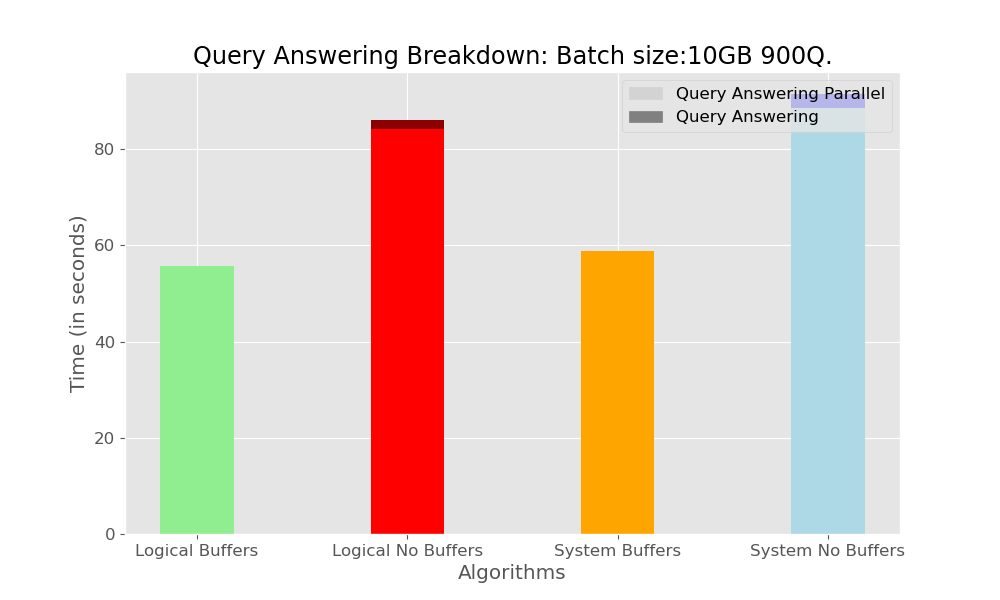 Query Answering Breakdown: Batch size:10GB 900Q.
Query Answering Parallel
Query Answering
80
60
40
20
0
Time (in seconds)
Logical Buffers
Logical No Buffers
System Buffers
System No Buffers
Algorithms